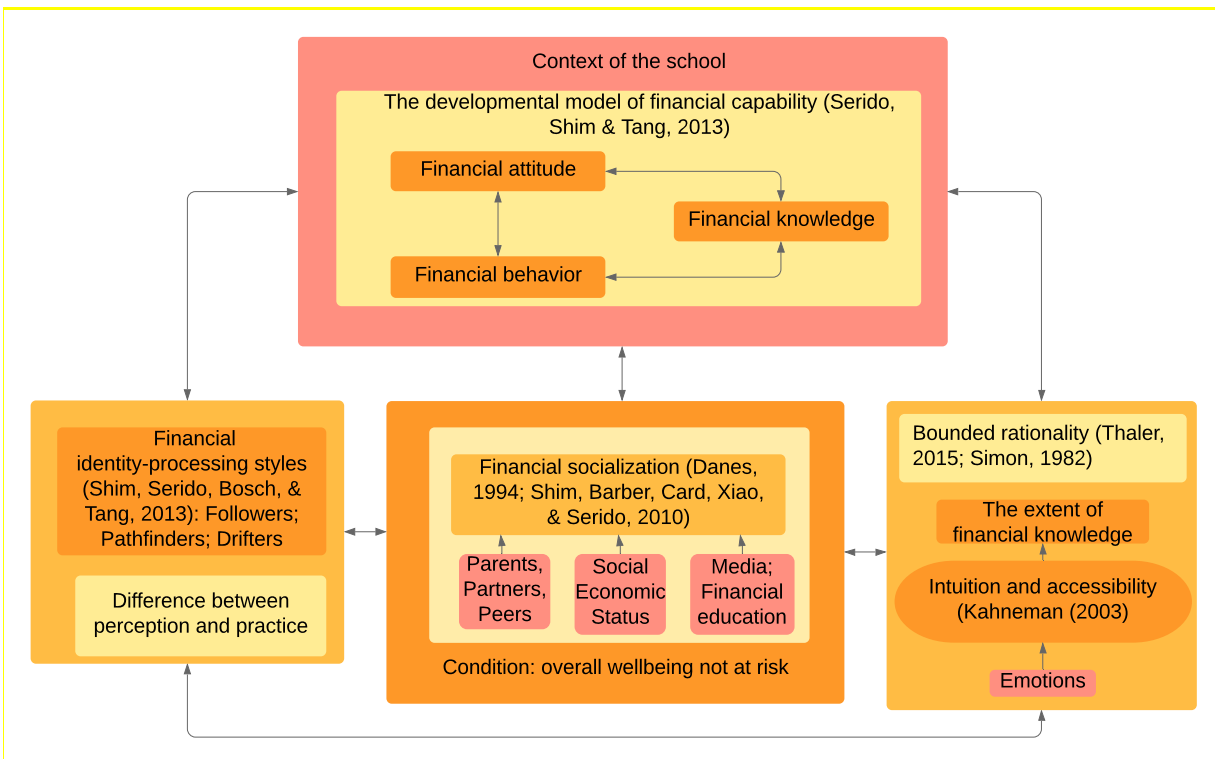 Context of the school
The developmental model of financial capability (Serido,
Shim & Tang, 2013)
Financial attitude
Financial knowledge
Financial behavior
Financial
identity-processing styles
(Shim, Serido, Bosch, &
Tang, 2013): Followers;
Pathfinders; Drifters
Difference between
perception and practice
Financial socialization (Danes,
1994; Shim, Barber, Card, Xiao,
& Serido, 2010)
Parents,
Partners,
Peers
Social
Economic
Status
Media;
Financial
education
Condition: overall wellbeing not at risk
Bounded rationality (Thaler,
2015; Simon, 1982)
The extent of
financial knowledge
Intuition and accessibility
(Kahneman (2003)
Emotions